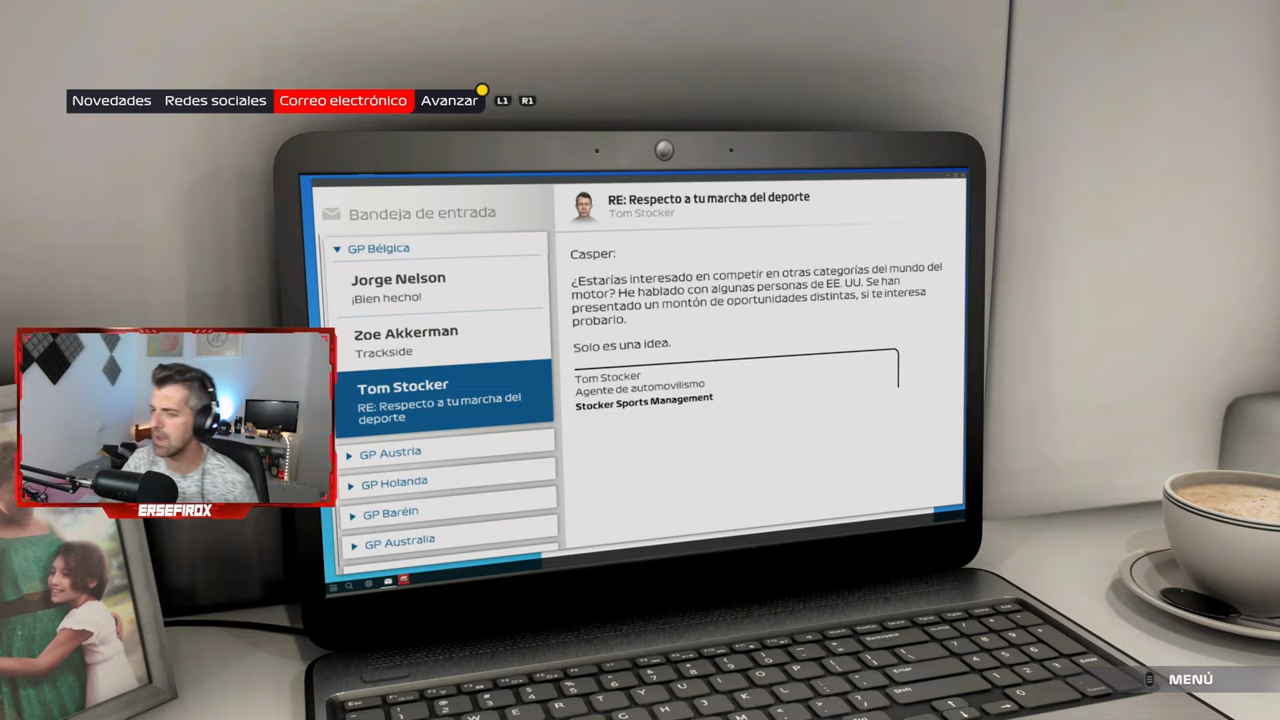 Novedades Redes sociales Correo electrónico Avanzar L1 R1
Bandeja de entrada
GP Bélgica
Jorge Nelson
¡Bien hecho!
Zoe Akkerman
Trackside
Tom Stocker
RE: Respecto a tu marcha del
deporte
GP Austria
GP Holanda
GP Baréin
GP Australia
RE: Respecto a tu marcha del deporte
Tom Stocker
Casper:
¿Estarías interesado en competir en otras categorías del mundo del
motor? He hablado con algunas personas de EE. UU. Se han
presentado un montón de oportunidades distintas, si te interesa
probarlo.
Solo es una idea.
Tom Stocker
Agente de automovilismo
Stocker Sports Management
ERSEFIROX
MENÚ